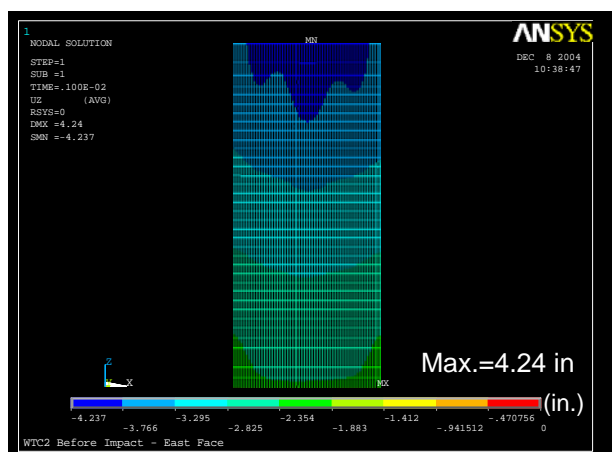 1
NODAL SOLUTION
STEP=1
SUB =1
TIME=.100E-02
UZ (AVG)
RSYS=0
DMX =4.24
SMN =-4.237
MN
ANSYS
DEC 8 2004
10:38:47
Z
Y X
MX
Max.=4.24 in
(in.)
-4.237 -3.295 -2.354 -1.412 -.470756
-3.766 -2.825 -1.883 -.941512 0
WTC2 Before Impact - East Face